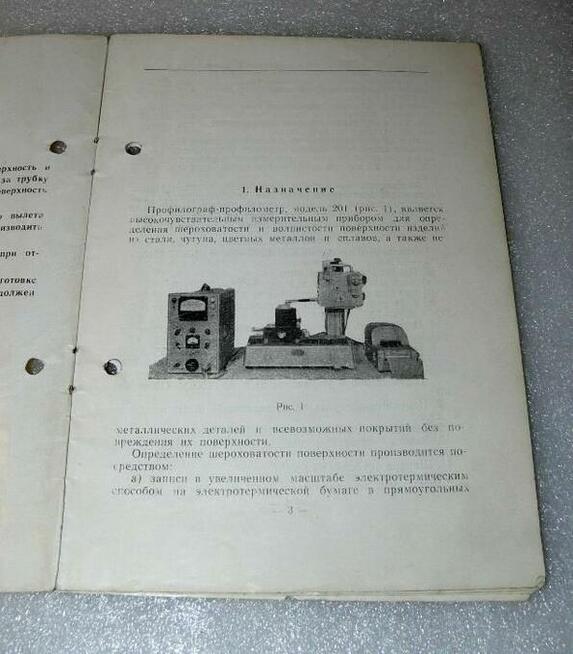 рхность и
за трубку
оверхность
вылета
изводить
при от-
готовке
должен
1. Назначение
Профилограф-профилометр, модель 201 (рис. 1), является
высокочувствительным измерительным прибором для опре-
деления шероховатости и волнистости поверхности изделий
из стали, чугуна, цветных металлов и сплавов, а также не
Рис. 1
металлических деталей и всевозможных покрытий без по-
вреждения их поверхности.
Определение шероховатости поверхности производится по-
средством:
а) записи в увеличенном масштабе электротермическим
способом на электротермической бумаге в прямоугольных
— 3 —